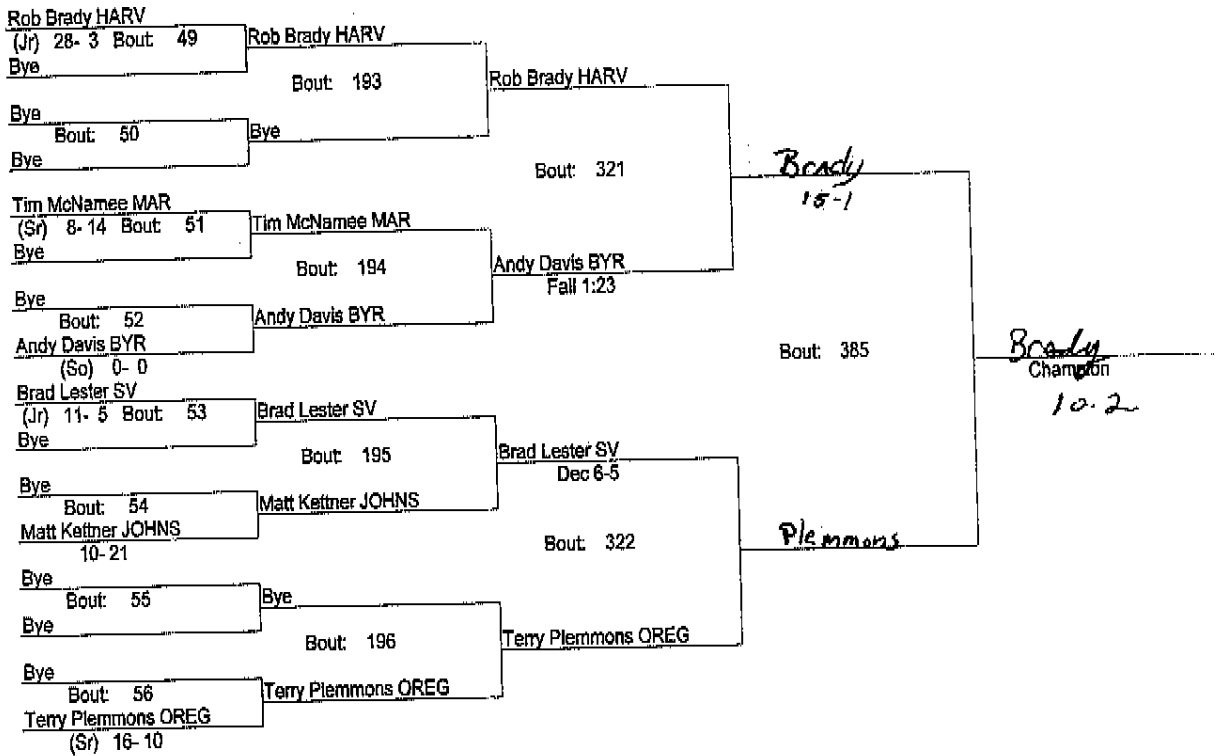 Rob Brady HARV
(Jr) 28- 3 Bout: 49
Bye
Rob Brady HARV
Bout: 193
Bye
Bout: 50
Bye
Bye
Rob Brady HARV
Bout: 321
Tim McNamee MAR
(Sr) 8- 14 Bout: 51
Bye
Tim McNamee MAR
Bout: 194
Bye
Bout: 52
Andy Davis BYR
(So) 0- 0
Andy Davis BYR
Andy Davis BYR
Fall 1:23
Brady
15-1
Bout: 385
Brad Lester SV
(Jr) 11- 5 Bout: 53
Bye
Brad Lester SV
Bout: 195
Bye
Bout: 54
Matt Kettner JOHNS
10- 21
Matt Kettner JOHNS
Brad Lester SV
Dec 6-5
Bout: 322
Bye
Bout: 55
Bye
Bye
Bout: 196
Bye
Bout: 56
Terry Plemmons OREG
(Sr) 16- 10
Terry Plemmons OREG
Terry Plemmons OREG
Plemmons
Brady
Champion
10-2